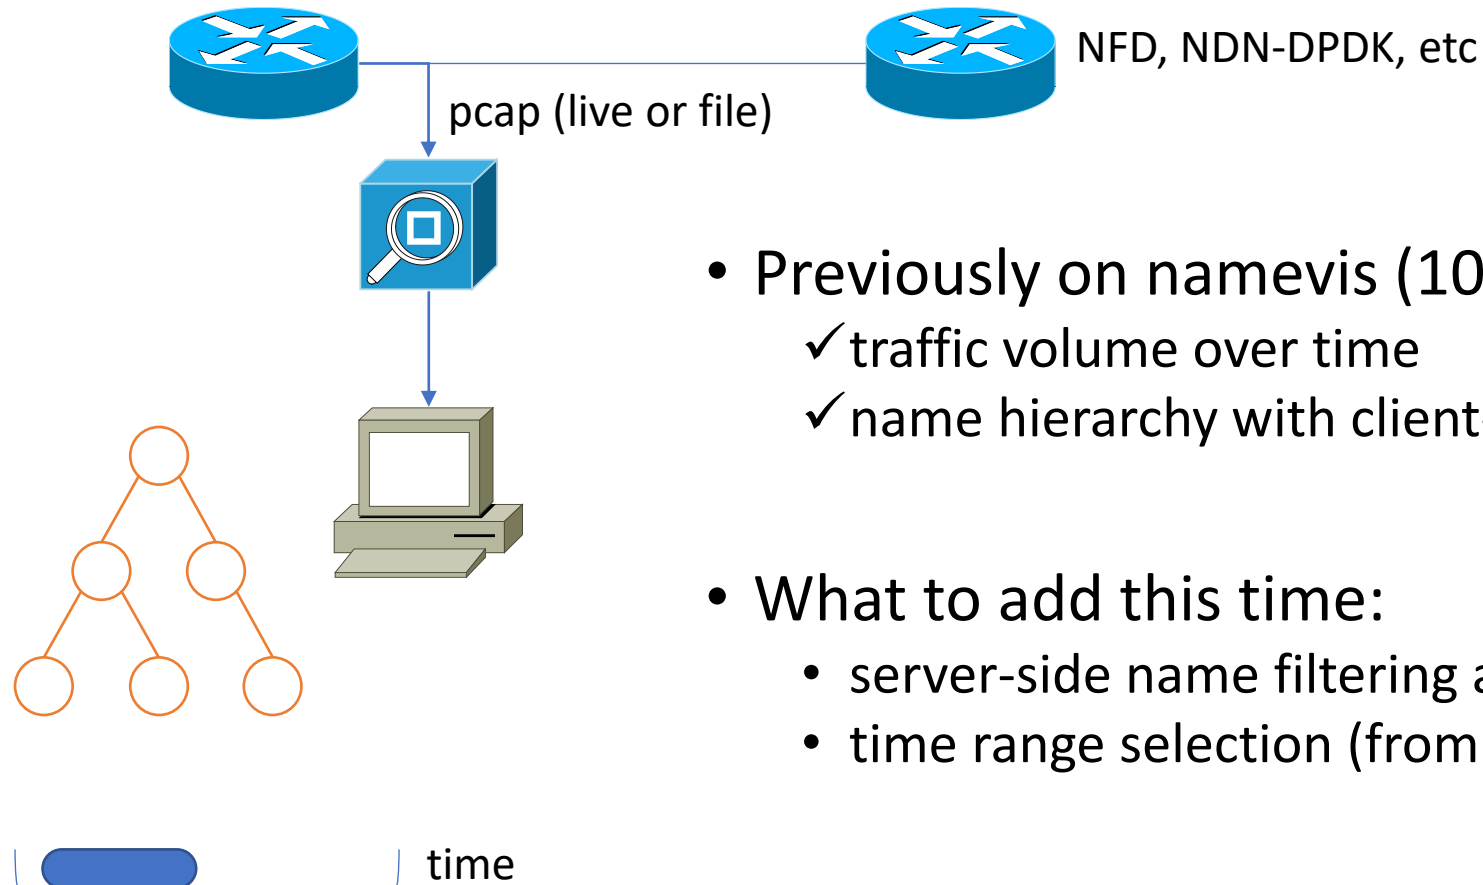 NFD, NDN-DPDK, etc
pcap (live or file)
• Previously on namevis (10
✓ traffic volume over time
✓ name hierarchy with client-
• What to add this time:
• server-side name filtering
• time range selection (from
time